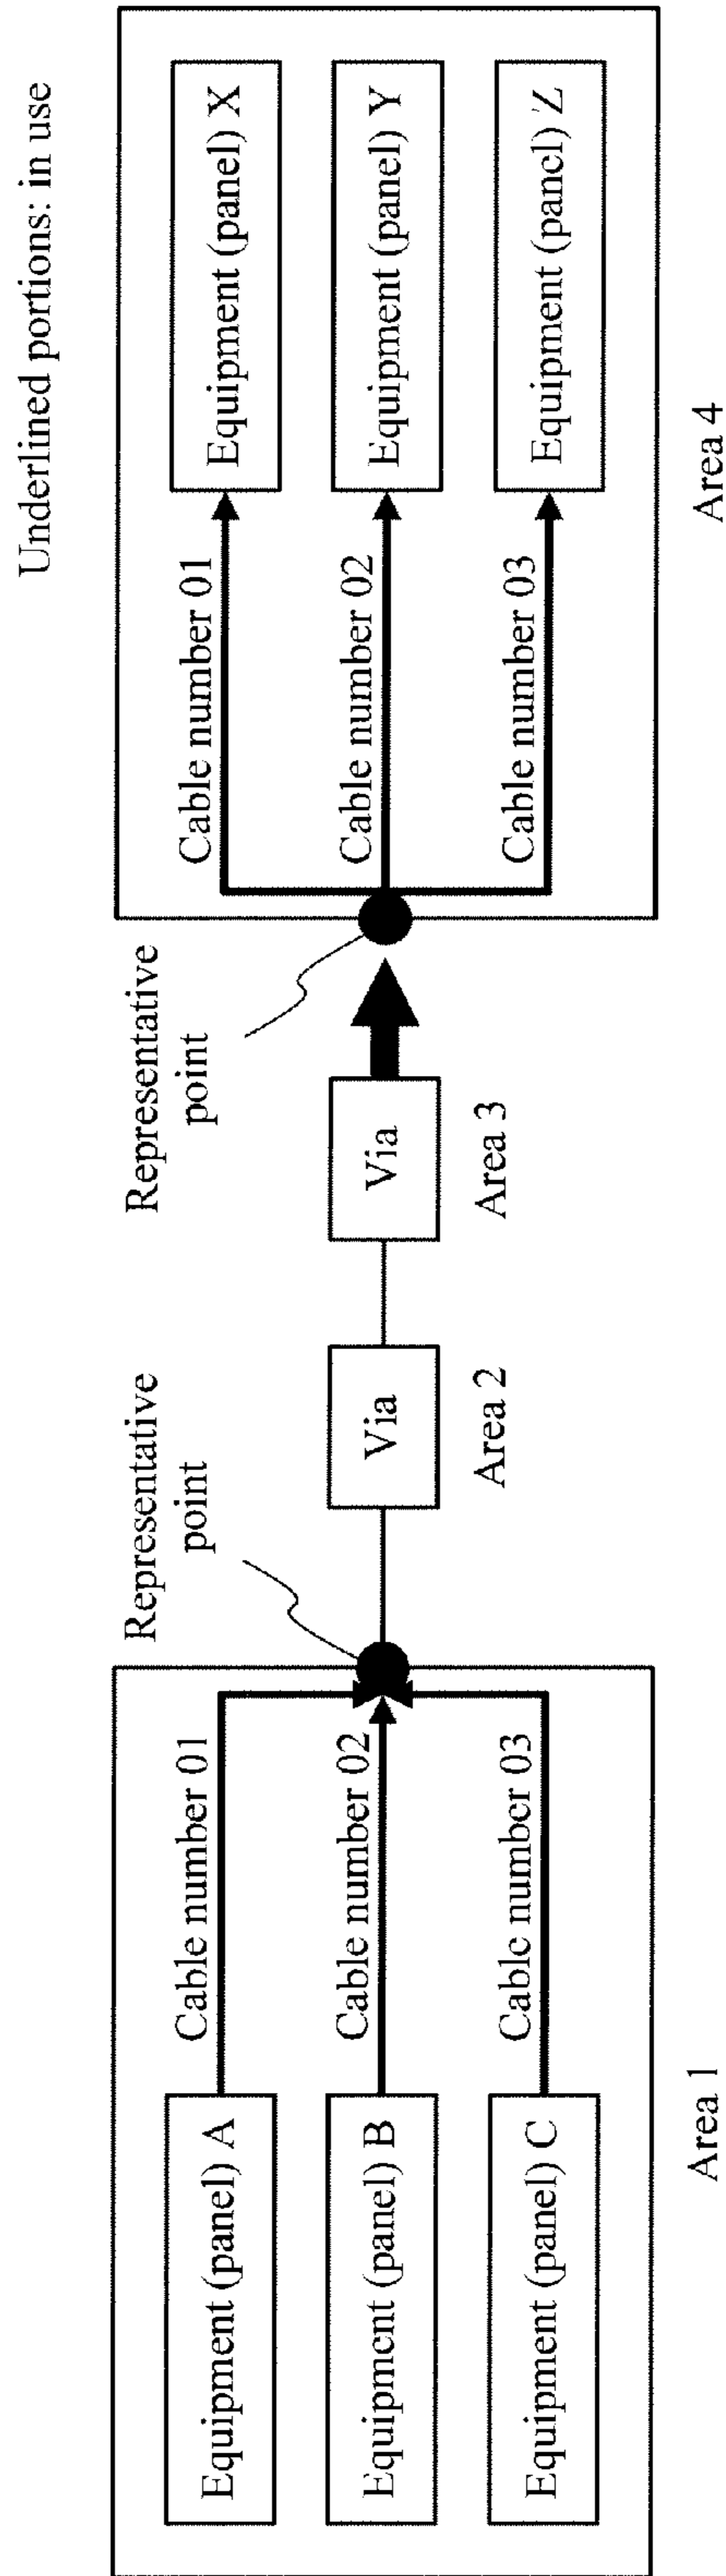 Underlined portions: in use
Equipment (panel) A
Equipment (panel) B
Equipment (panel) C
Cable number 01
Cable number 02
Cable number 03
Area 1
Representative
point
Via
Area 2
Via
Area 3
Representative
point
Cable number 01
Cable number 02
Cable number 03
Equipment (panel) X
Equipment (panel) Y
Equipment (panel) Z
Area 4